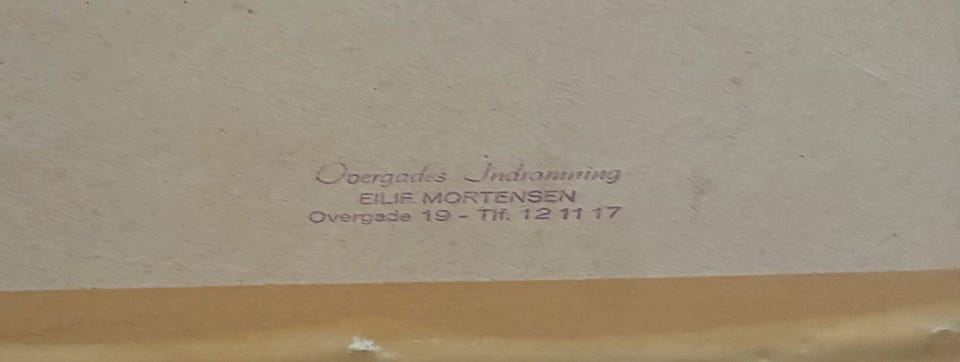 Overgades Indramning
EILIF MORTENSEN
Overgade 19 - Tlf. 12 11 17